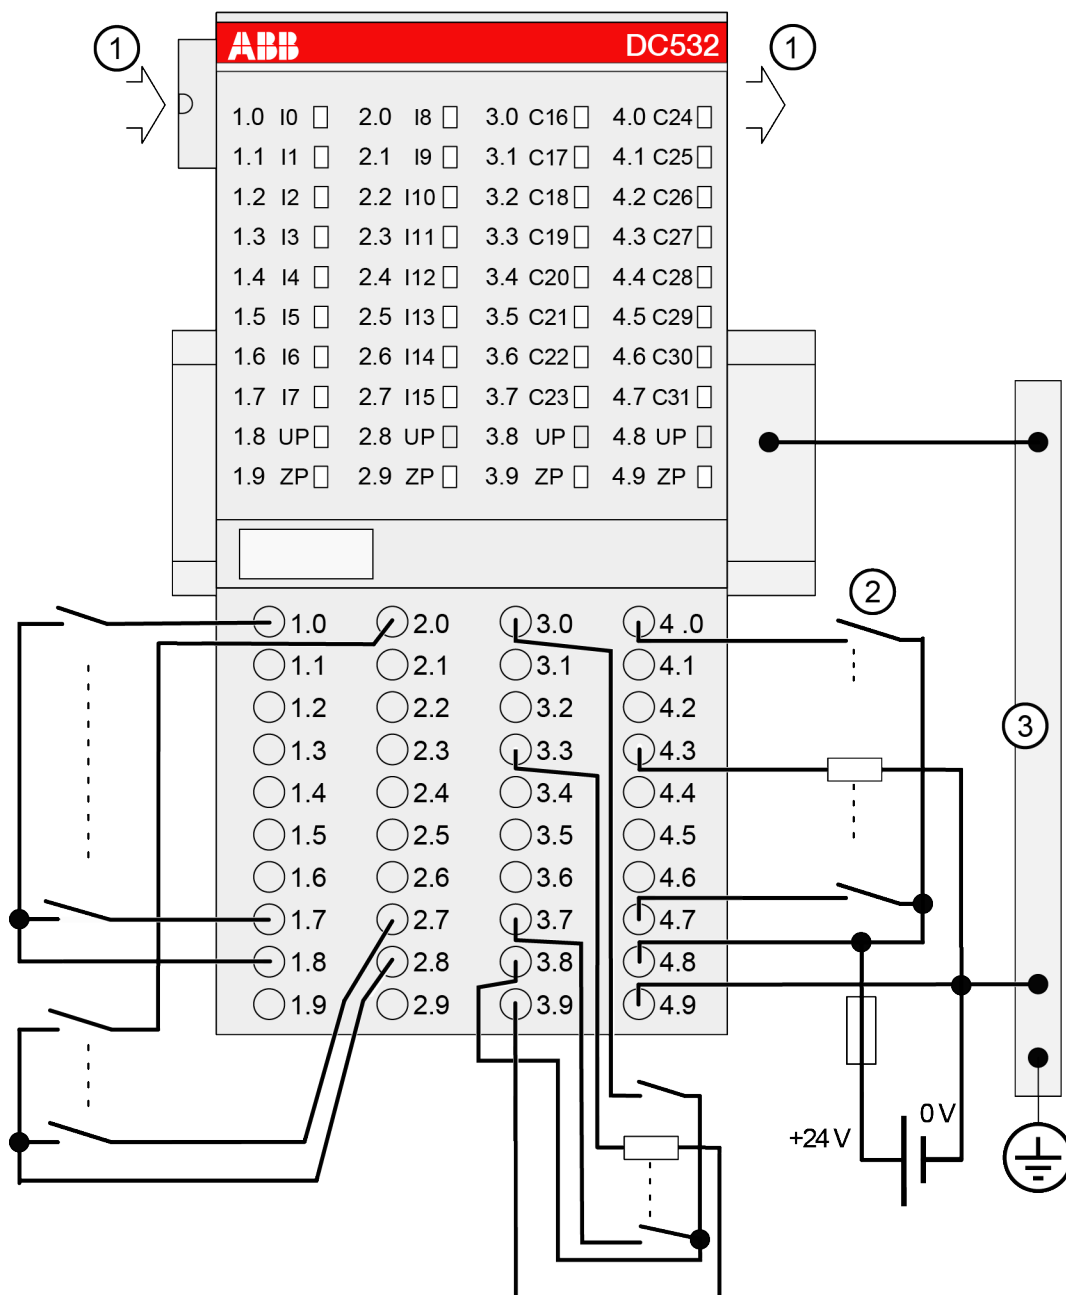 1
1
ABB DC532
1.0 I0 2.0 I8 3.0 C16 4.0 C24
1.1 I1 2.1 I9 3.1 C17 4.1 C25
1.2 I2 2.2 I10 3.2 C18 4.2 C26
1.3 I3 2.3 I11 3.3 C19 4.3 C27
1.4 I4 2.4 I12 3.4 C20 4.4 C28
1.5 I5 2.5 I13 3.5 C21 4.5 C29
1.6 I6 2.6 I14 3.6 C22 4.6 C30
1.7 I7 2.7 I15 3.7 C23 4.7 C31
1.8 UP 2.8 UP 3.8 UP 4.8 UP
1.9 ZP 2.9 ZP 3.9 ZP 4.9 ZP
2
1.0 2.0 3.0 4 .0
1.1 2.1 3.1 4.1
1.2 2.2 3.2 4.2
3
1.3 2.3 3.3 4.3
1.4 2.4 3.4 4.4
1.5 2.5 3.5 4.5
1.6 2.6 3.6 4.6
1.7 2.7 3.7 4.7
1.8 2.8 3.8 4.8
1.9 2.9 3.9 4.9
0 V
+24 V